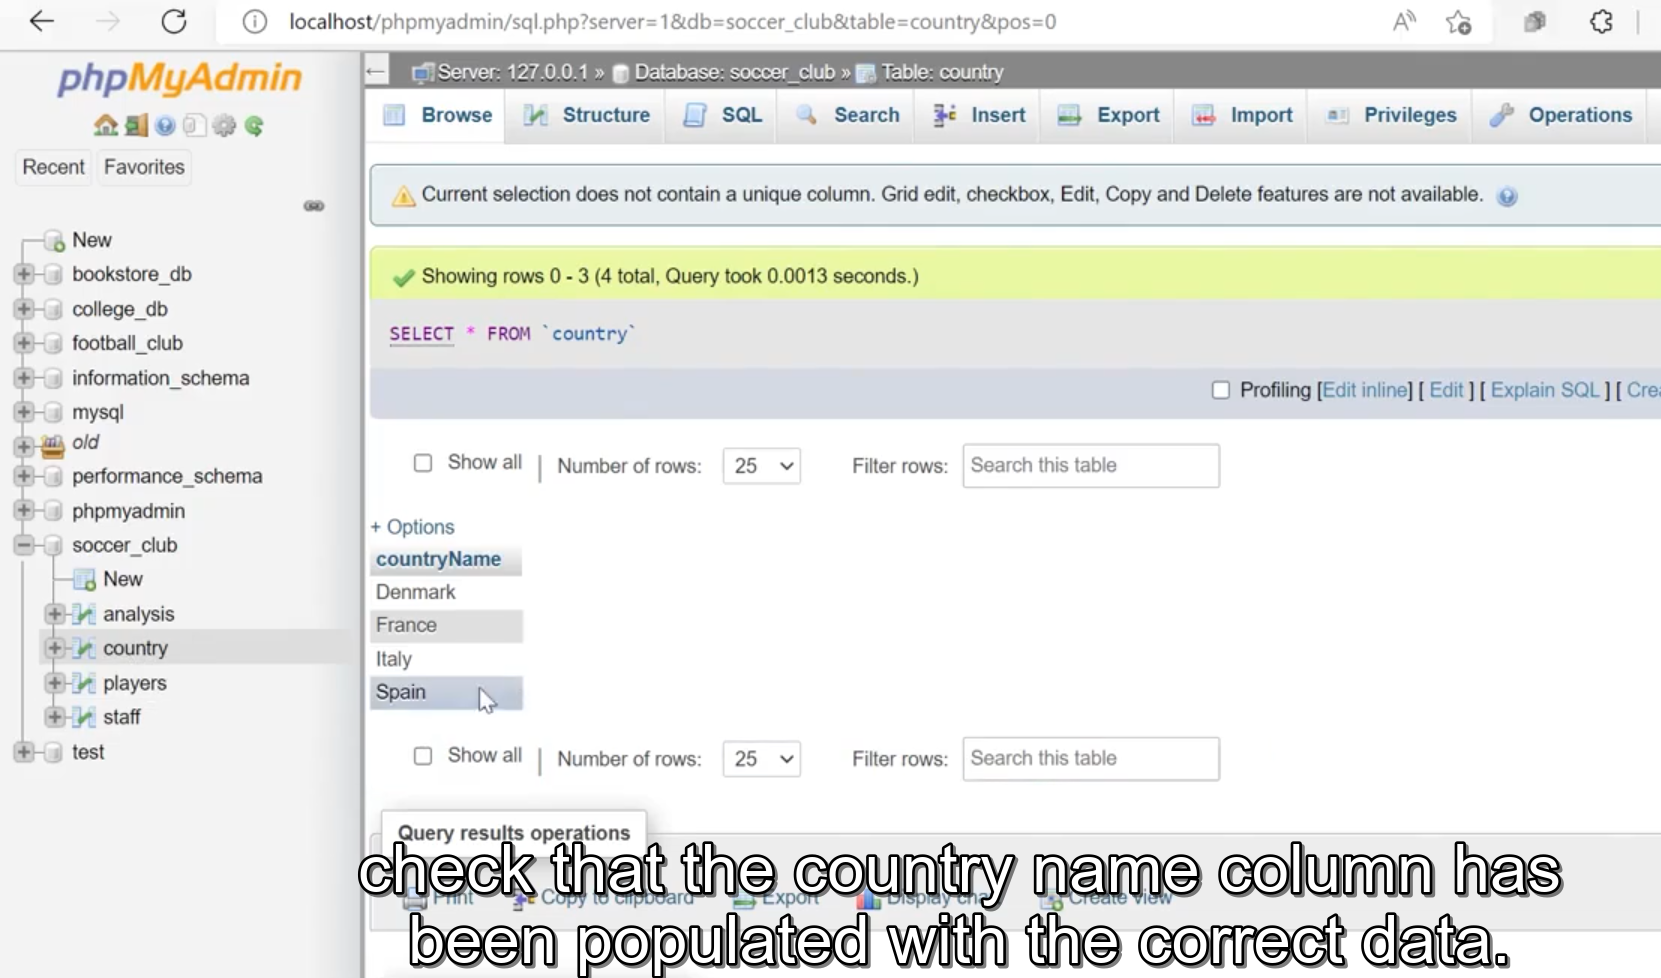 localhost/phpmyadmin/sql.php?server=1&db=soccer_club&table=country&pos=0
phpMyAdmin
Recent Favorites
New
bookstore_db
college_db
football_club
information_schema
mysql
old
performance_schema
phpmyadmin
soccer_club
New
analysis
country
players
staff
test
Server: 127.0.0.1 » Database: soccer_club » Table: country
Browse Structure SQL Search Insert Export Import Privileges Operations
Current selection does not contain a unique column. Grid edit, checkbox, Edit, Copy and Delete features are not available.
Showing rows 0 - 3 (4 total, Query took 0.0013 seconds.)
SELECT * FROM `country`
Profiling [Edit inline] [ Edit ] [ Explain SQL ] [
Show all | Number of rows: 25 Filter rows: Search this table
+ Options
countryName
Denmark
France
Italy
Spain
Show all | Number of rows: 25 Filter rows: Search this table
Query results operations
Print Copy to clipboard Export Display Create view
check that the country name column has
been populated with the correct data.